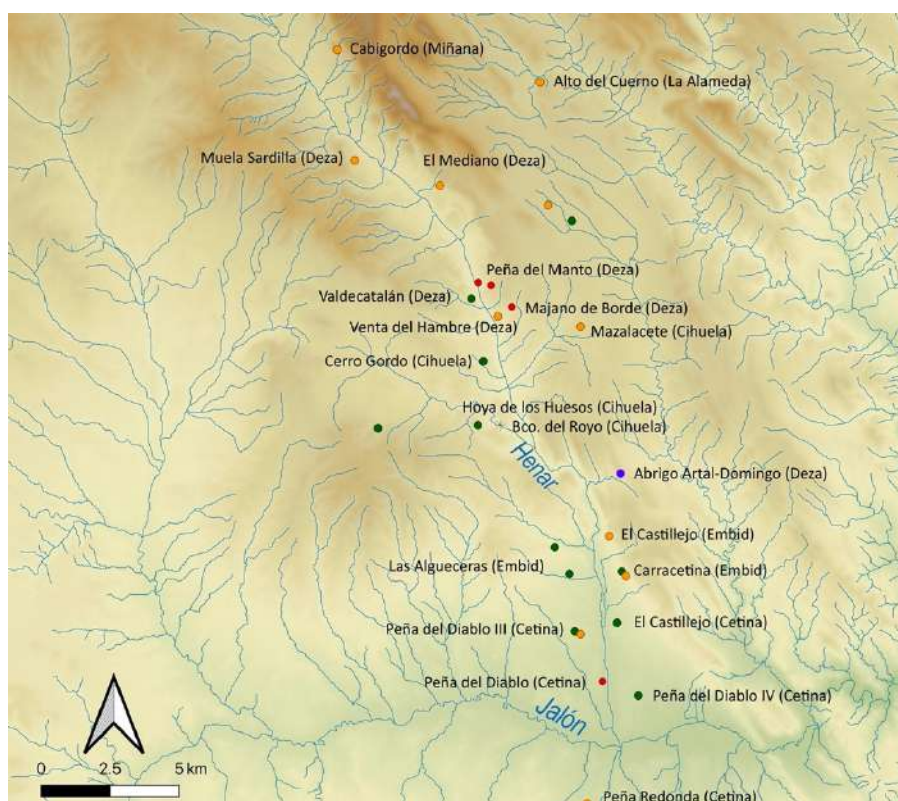 Cabigordo (Miñana)
Alto del Cuerno (La Alameda)
Muela Sardilla (Deza)
El Mediano (Deza)
Peña del Manto (Deza)
Valdecatalán (Deza)
Majano de Borde (Deza)
Venta del Hambre (Deza)
Mazalacete (Cihuela)
Cerro Gordo (Cihuela)
Hoya de los Huesos (Cihuela)
Bco. del Royo (Cihuela)
Henar
Abrigo Artal-Domingo (Deza)
El Castillejo (Embid)
Las Algueceras (Embid)
Carracetina (Embid)
El Castillejo (Cetina)
Peña del Diablo III (Cetina)
Peña del Diablo (Cetina)
Peña del Diablo IV (Cetina)
Jalón
0 2.5 5 km
Peña Redonda (Cetina)